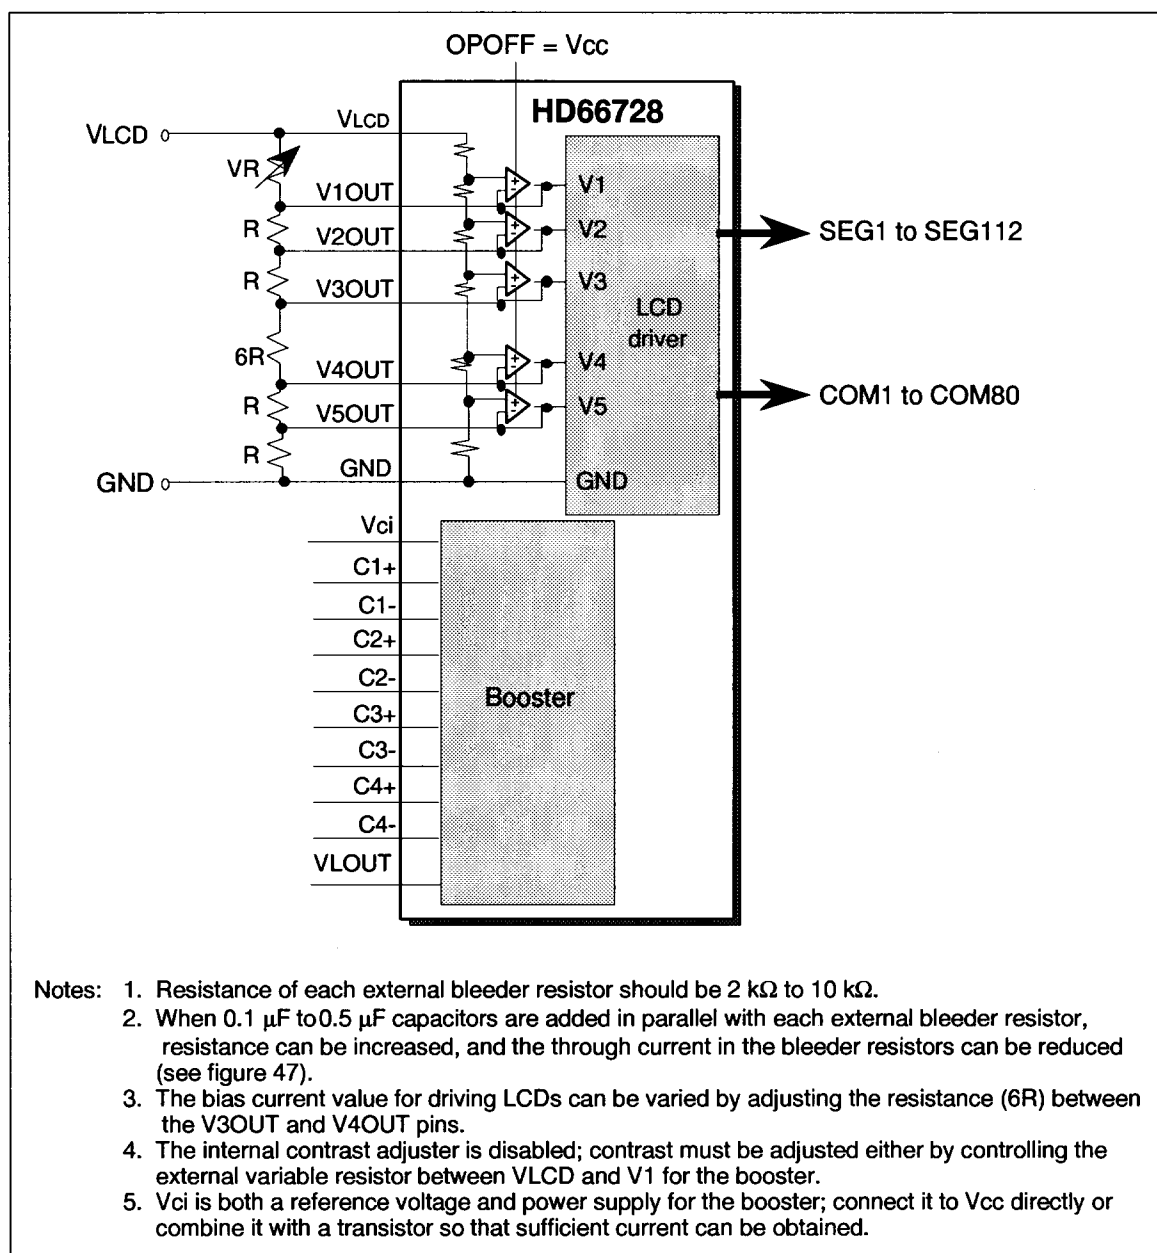 OPOFF = Vcc
HD66728
VLCD
VLCD
VR
V1OUT
V1
R
V2OUT
V2
SEG1 to SEG112
R
V3OUT
V3
LCD
driver
6R
V4OUT
V4
COM1 to COM80
R
V5OUT
V5
R
GND
GND
GND
Vci
C1+
C1-
C2+
C2-
Booster
C3+
C3-
C4+
C4-
VLOUT
Notes: 1. Resistance of each external bleeder resistor should be 2 kΩ to 10 kΩ.
2. When 0.1 µF to 0.5 µF capacitors are added in parallel with each external bleeder resistor,
resistance can be increased, and the through current in the bleeder resistors can be reduced
(see figure 47).
3. The bias current value for driving LCDs can be varied by adjusting the resistance (6R) between
the V3OUT and V4OUT pins.
4. The internal contrast adjuster is disabled; contrast must be adjusted either by controlling the
external variable resistor between VLCD and V1 for the booster.
5. Vci is both a reference voltage and power supply for the booster; connect it to Vcc directly or
combine it with a transistor so that sufficient current can be obtained.